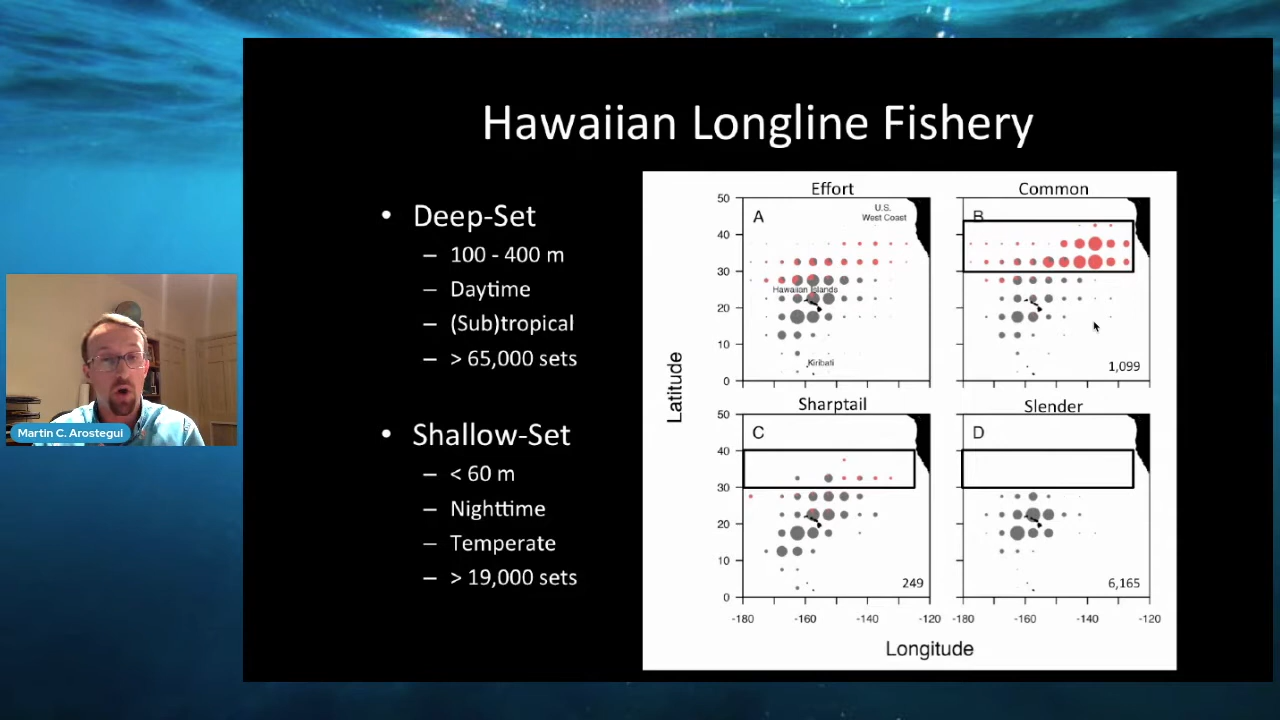 Hawaiian Longline Fishery
• Deep-Set
– 100 - 400 m
– Daytime
– (Sub)tropical
– > 65,000 sets
• Shallow-Set
– < 60 m
– Nighttime
– Temperate
– > 19,000 sets
Effort
A
U.S.
West Coast
Hawaiian Islands
Kiribati
50
40
30
20
10
0
Common
B
1,099
Latitude
Sharptail
C
249
50
40
30
20
10
0
-180
-160
-140
-120
Slender
D
6,165
-180
-160
-140
-120
Longitude
Martin C. Arostegui